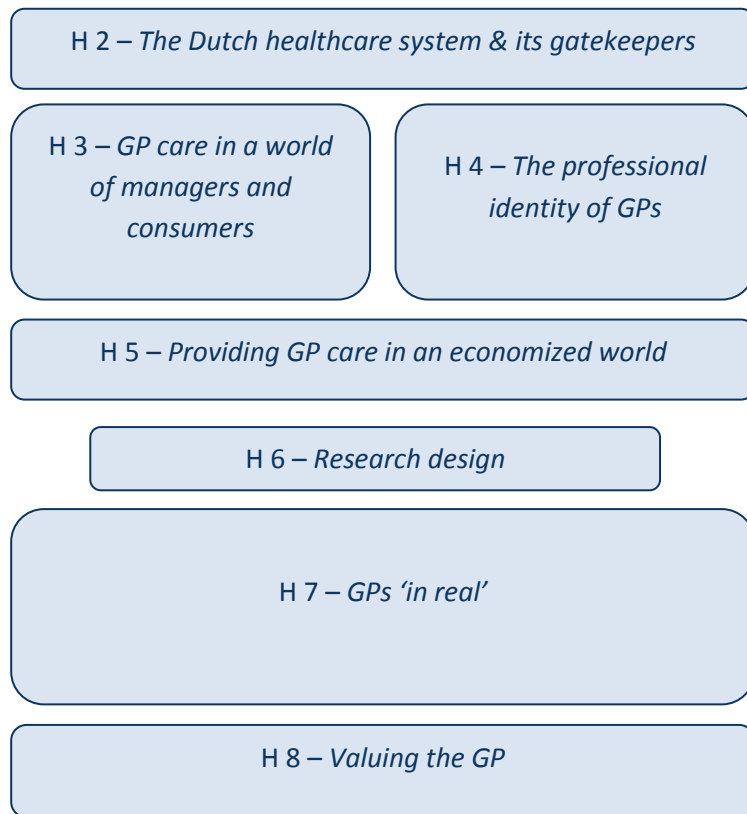 H 2 – The Dutch healthcare system & its gatekeepers
H 3 – GP care in a world
of managers and
consumers
H 4 – The professional
identity of GPs
H 5 – Providing GP care in an economized world
H 6 – Research design
H 7 – GPs ‘in real’
H 8 – Valuing the GP